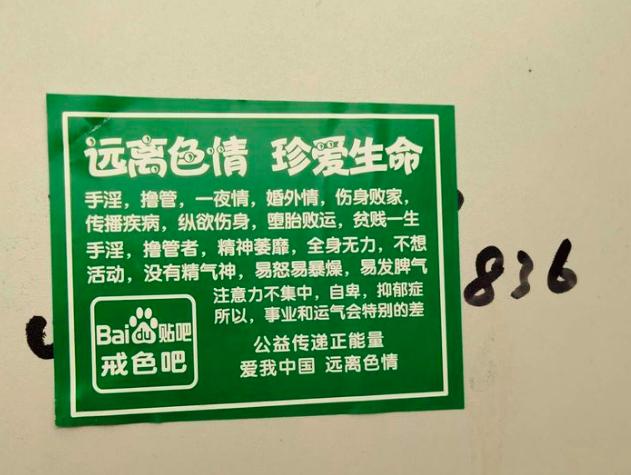 远离色情 珍爱生命
手淫，撸管，一夜情，婚外情，伤身败家，
传播疾病，纵欲伤身，堕胎败运，贫贱一生
手淫，撸管者，精神萎靡，全身无力，不想
活动，没有精气神，易怒易暴燥，易发脾气
注意力不集中，自卑，抑郁症
所以，事业和运气会特别的差
Bai du 贴吧
戒色吧
公益传递正能量
爱我中国 远离色情
836